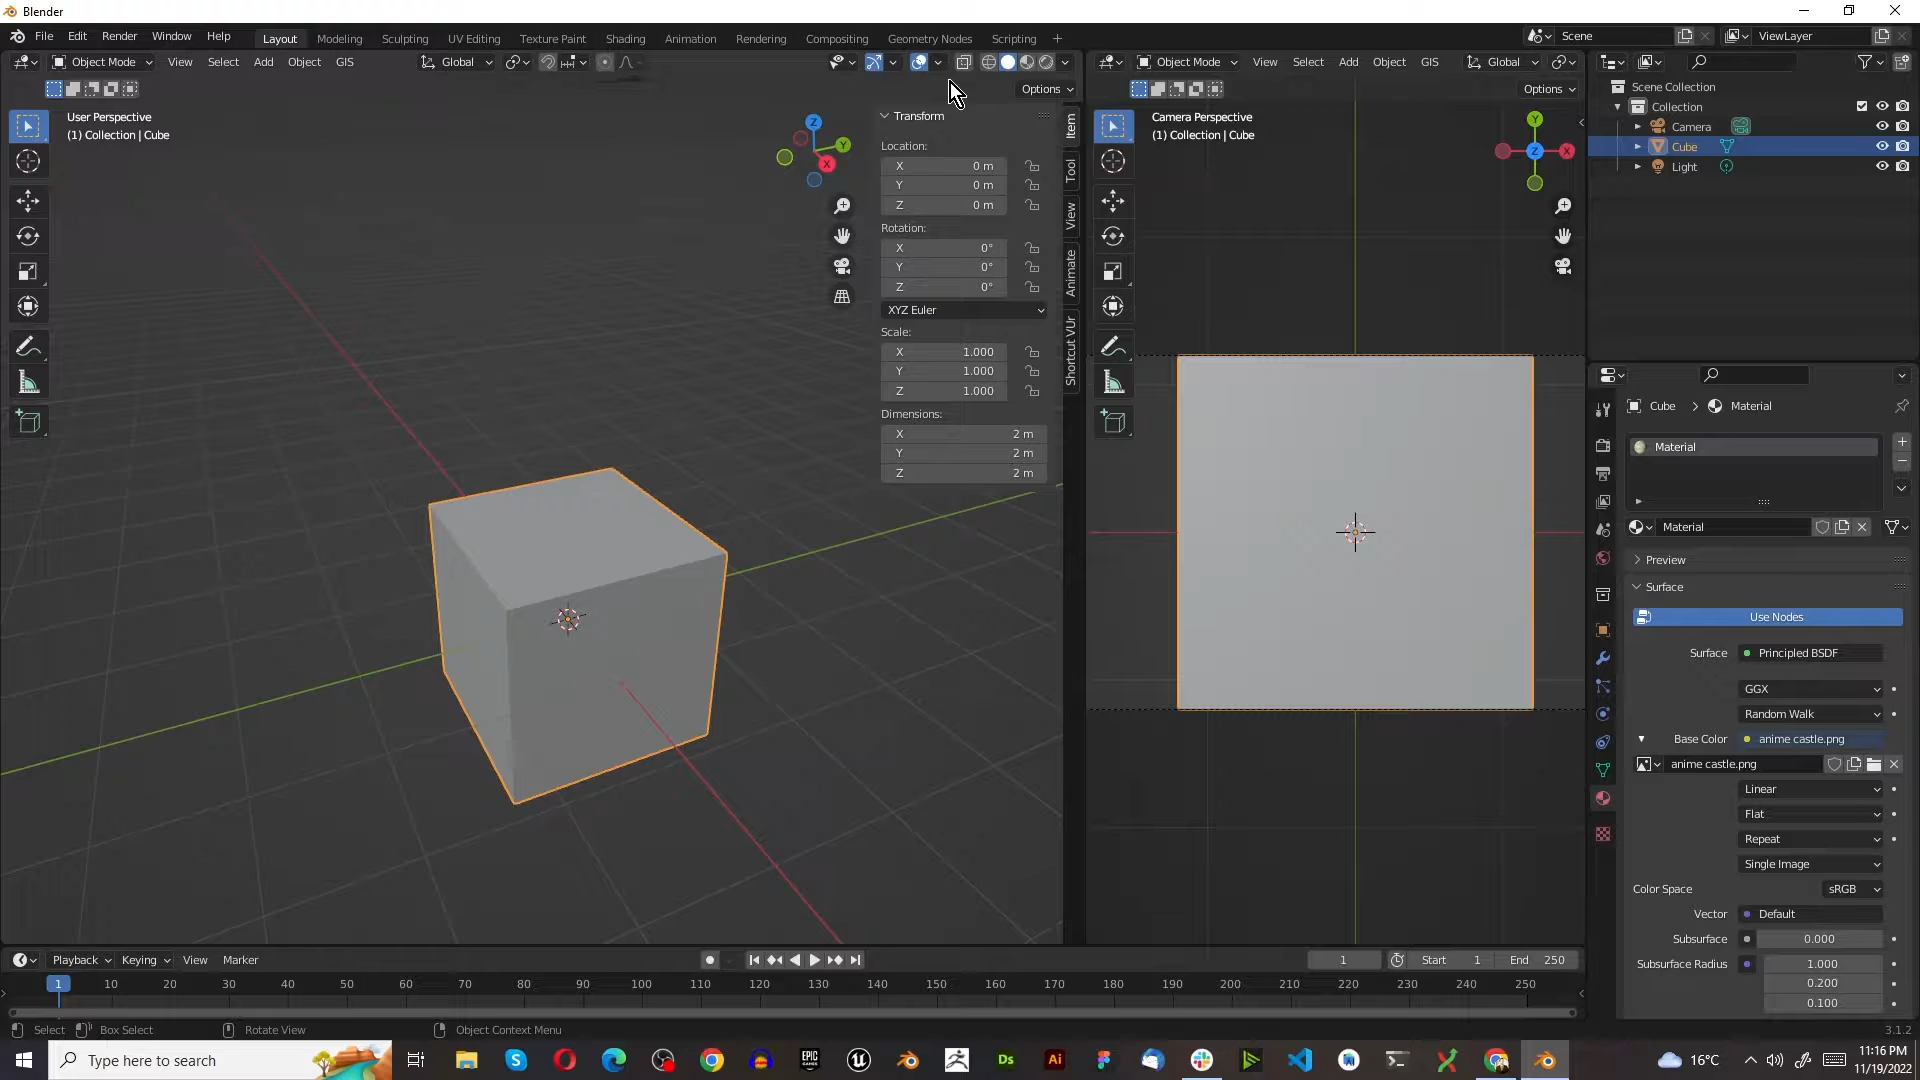 Blender
File Edit Render Window Help
Layout Modeling Sculpting UV Editing Texture Paint Shading Animation Rendering Compositing Geometry Nodes Scripting +
Scene ViewLayer
Object Mode View Select Add Object GIS Global
Object Mode View Select Add Object GIS Global
Options
Options
User Perspective
(1) Collection | Cube
Z
Y
X
Transform
Location:
X 0 m
Y 0 m
Z 0 m
Rotation:
X 0°
Y 0°
Z 0°
XYZ Euler
Scale:
X 1.000
Y 1.000
Z 1.000
Dimensions:
X 2 m
Y 2 m
Z 2 m
Item
Tool
View
Animate
Shortcut VUr
Camera Perspective
(1) Collection | Cube
Y
Z
X
Scene Collection
Collection
Camera
Cube
Light
Cube > Material
Material
Material
Preview
Surface
Use Nodes
Surface Principled BSDF
GGX
Random Walk
Base Color anime castle.png
anime castle.png
Linear
Flat
Repeat
Single Image
Color Space sRGB
Vector Default
Subsurface 0.000
Subsurface Radius 1.000
0.200
0.100
Playback Keying View Marker
1 Start 1 End 250
1 10 20 30 40 50 60 70 80 90 100 110 120 130 140 150 160 170 180 190 200 210 220 230 240 250
Select Box Select Rotate View Object Context Menu
3.1.2
Type here to search
EPIC GAMES
Ds
Ai
16°C
11:16 PM
11/19/2022